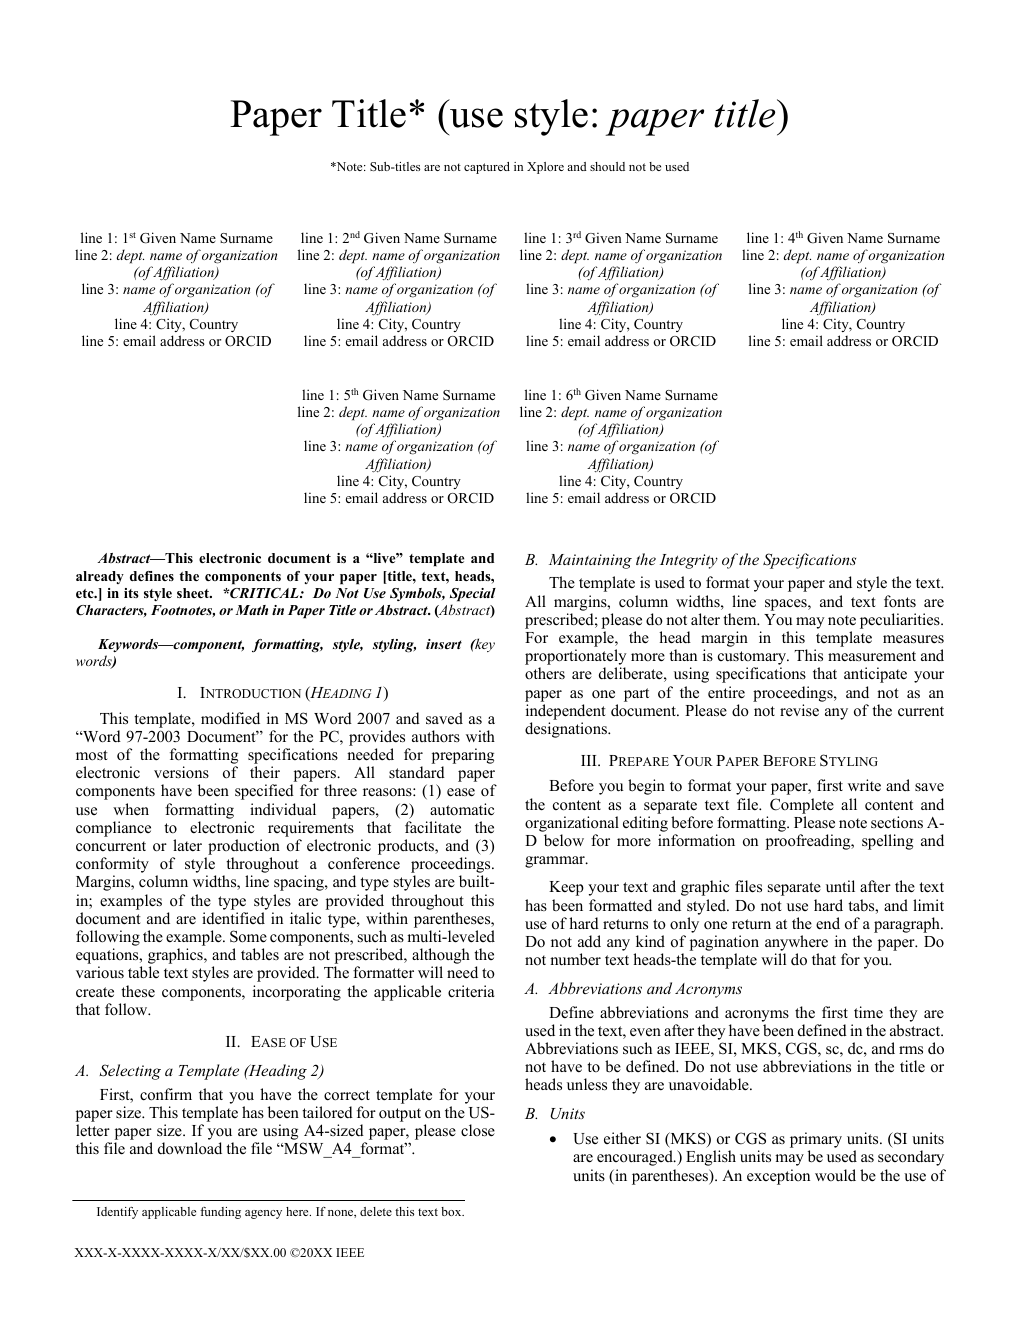 Paper Title* (use style: paper title)
*Note: Sub-titles are not captured in Xplore and should not be used
line 1: 1st Given Name Surname
line 2: dept. name of organization
(of Affiliation)
line 3: name of organization (of
Affiliation)
line 4: City, Country
line 5: email address or ORCID
line 1: 2nd Given Name Surname
line 2: dept. name of organization
(of Affiliation)
line 3: name of organization (of
Affiliation)
line 4: City, Country
line 5: email address or ORCID
line 1: 3rd Given Name Surname
line 2: dept. name of organization
(of Affiliation)
line 3: name of organization (of
Affiliation)
line 4: City, Country
line 5: email address or ORCID
line 1: 4th Given Name Surname
line 2: dept. name of organization
(of Affiliation)
line 3: name of organization (of
Affiliation)
line 4: City, Country
line 5: email address or ORCID
line 1: 5th Given Name Surname
line 2: dept. name of organization
(of Affiliation)
line 3: name of organization (of
Affiliation)
line 4: City, Country
line 5: email address or ORCID
line 1: 6th Given Name Surname
line 2: dept. name of organization
(of Affiliation)
line 3: name of organization (of
Affiliation)
line 4: City, Country
line 5: email address or ORCID
Abstract—This electronic document is a “live” template and
already defines the components of your paper [title, text, heads,
etc.] in its style sheet. *CRITICAL: Do Not Use Symbols, Special
Characters, Footnotes, or Math in Paper Title or Abstract. (Abstract)
Keywords—component, formatting, style, styling, insert (key
words)
I. INTRODUCTION (HEADING 1)
This template, modified in MS Word 2007 and saved as a
“Word 97-2003 Document” for the PC, provides authors with
most of the formatting specifications needed for preparing
electronic versions of their papers. All standard paper
components have been specified for three reasons: (1) ease of
use when formatting individual papers, (2) automatic
compliance to electronic requirements that facilitate the
concurrent or later production of electronic products, and (3)
conformity of style throughout a conference proceedings.
Margins, column widths, line spacing, and type styles are built-
in; examples of the type styles are provided throughout this
document and are identified in italic type, within parentheses,
following the example. Some components, such as multi-leveled
equations, graphics, and tables are not prescribed, although the
various table text styles are provided. The formatter will need to
create these components, incorporating the applicable criteria
that follow.
II. EASE OF USE
A. Selecting a Template (Heading 2)
First, confirm that you have the correct template for your
paper size. This template has been tailored for output on the US-
letter paper size. If you are using A4-sized paper, please close
this file and download the file “MSW_A4_format”.
B. Maintaining the Integrity of the Specifications
The template is used to format your paper and style the text.
All margins, column widths, line spaces, and text fonts are
prescribed; please do not alter them. You may note peculiarities.
For example, the head margin in this template measures
proportionately more than is customary. This measurement and
others are deliberate, using specifications that anticipate your
paper as one part of the entire proceedings, and not as an
independent document. Please do not revise any of the current
designations.
III. PREPARE YOUR PAPER BEFORE STYLING
Before you begin to format your paper, first write and save
the content as a separate text file. Complete all content and
organizational editing before formatting. Please note sections A-
D below for more information on proofreading, spelling and
grammar.
Keep your text and graphic files separate until after the text
has been formatted and styled. Do not use hard tabs, and limit
use of hard returns to only one return at the end of a paragraph.
Do not add any kind of pagination anywhere in the paper. Do
not number text heads-the template will do that for you.
A. Abbreviations and Acronyms
Define abbreviations and acronyms the first time they are
used in the text, even after they have been defined in the abstract.
Abbreviations such as IEEE, SI, MKS, CGS, sc, dc, and rms do
not have to be defined. Do not use abbreviations in the title or
heads unless they are unavoidable.
B. Units
• Use either SI (MKS) or CGS as primary units. (SI units
are encouraged.) English units may be used as secondary
units (in parentheses). An exception would be the use of
Identify applicable funding agency here. If none, delete this text box.
XXX-X-XXXX-XXXX-X/XX/$XX.00 ©20XX IEEE